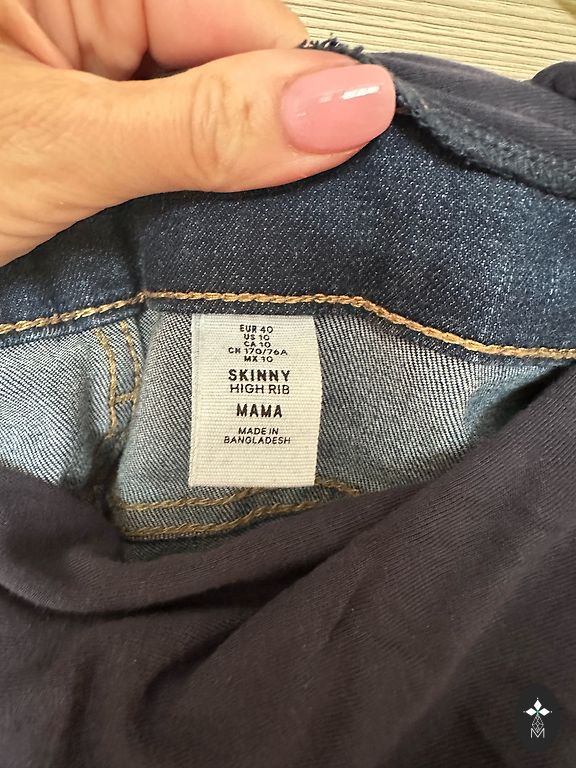 EUR 40
US 10
CA 10
CN 170/76A
MX 10
SKINNY
HIGH RIB
MAMA
MADE IN
BANGLADESH